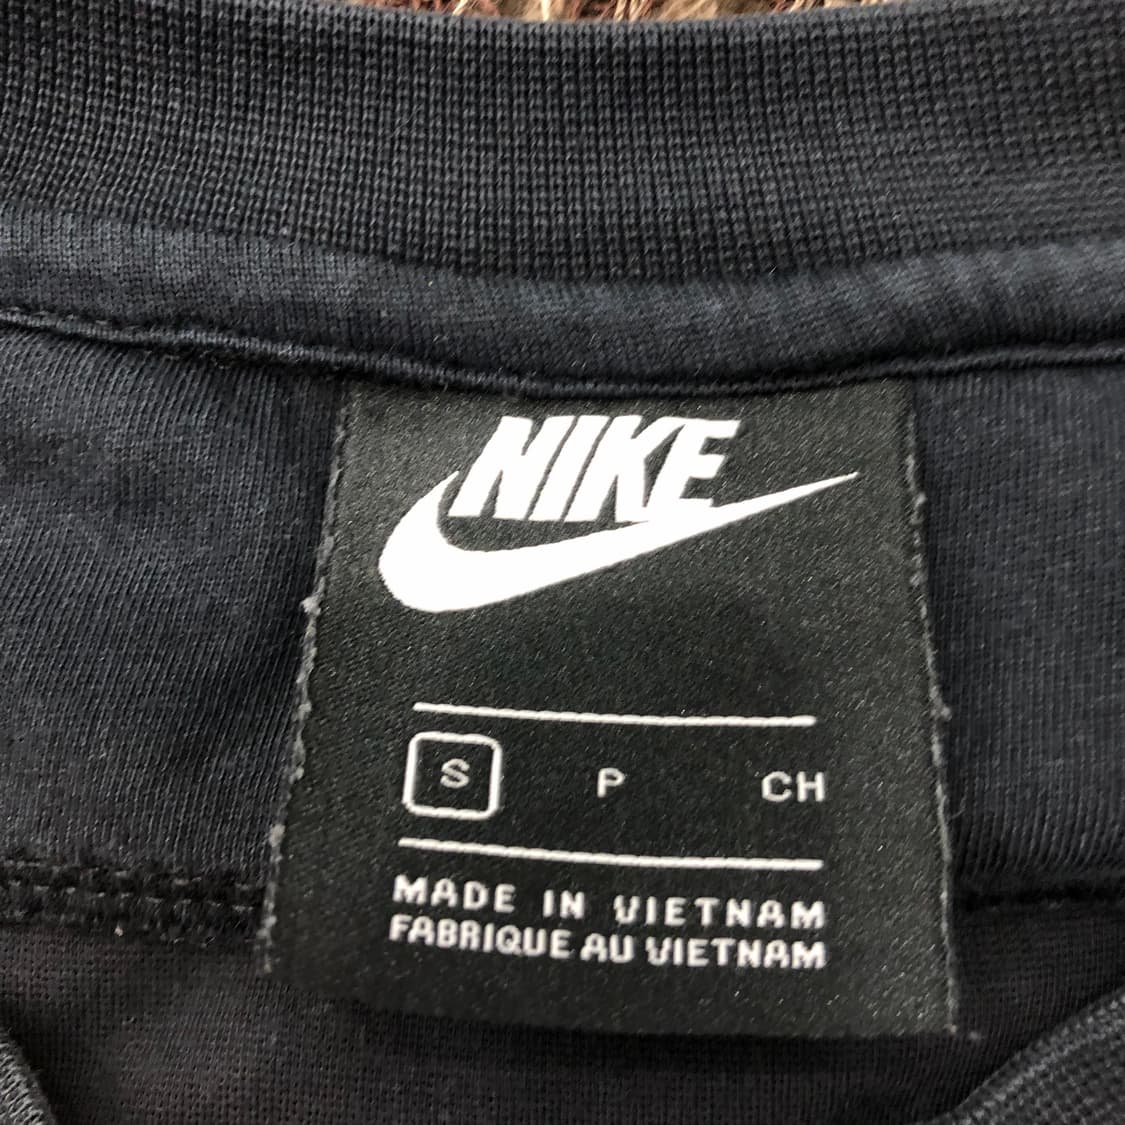 NIKE
S P CH
MADE IN VIETNAM
FABRIQUE AU VIETNAM